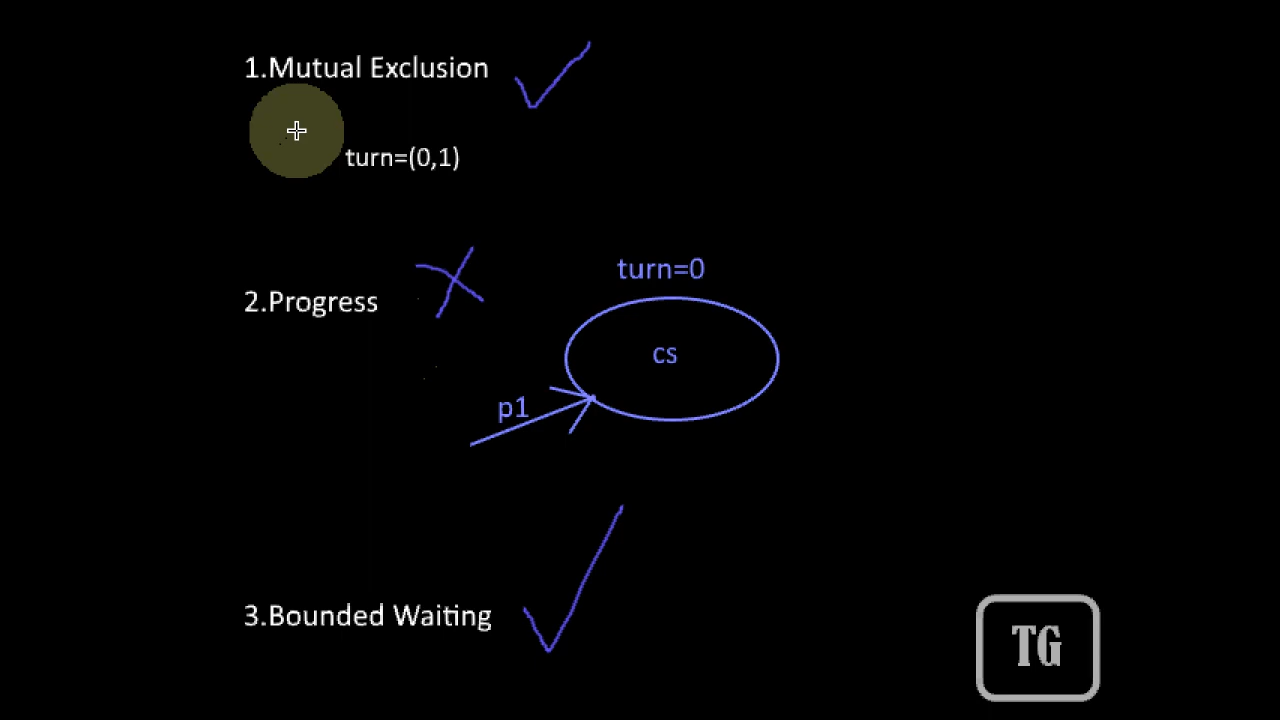 1.Mutual Exclusion
turn=(0,1)
2.Progress
turn=0
cs
p1
3.Bounded Waiting
TG